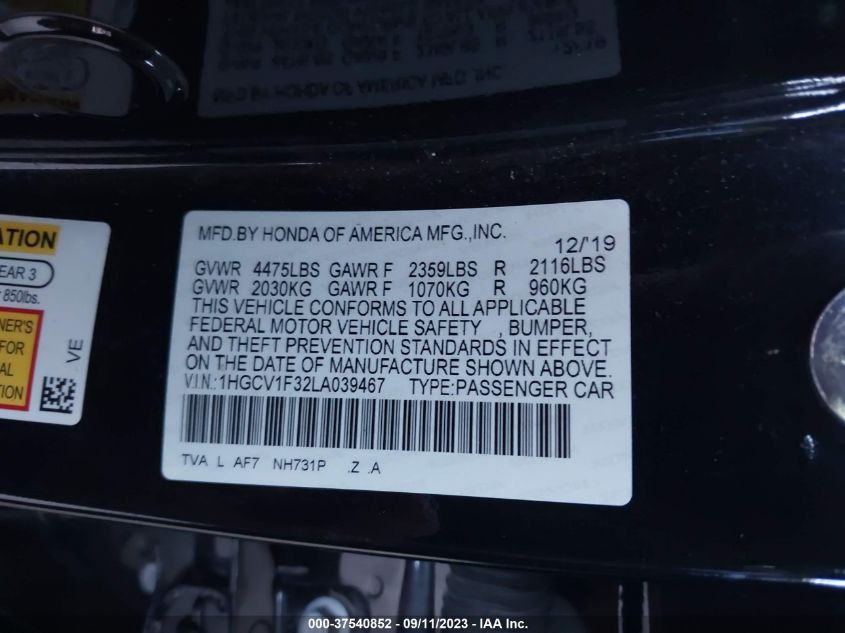 MFD.BY HONDA OF AMERICA MFG.,INC.
12/'19
GVWR 4475LBS GAWR F 2359LBS R 2116LBS
GVWR 2030KG GAWR F 1070KG R 960KG
THIS VEHICLE CONFORMS TO ALL APPLICABLE
FEDERAL MOTOR VEHICLE SAFETY , BUMPER,
AND THEFT PREVENTION STANDARDS IN EFFECT
ON THE DATE OF MANUFACTURE SHOWN ABOVE.
V.I.N.:1HGCV1F32LA039467 TYPE:PASSENGER CAR
TVA L AF7 NH731P .Z .A
ATION
EAR 3
850lbs.
NER'S
FOR
AL
TION
.VE
000-37540852 - 09/11/2023 - IAA Inc.